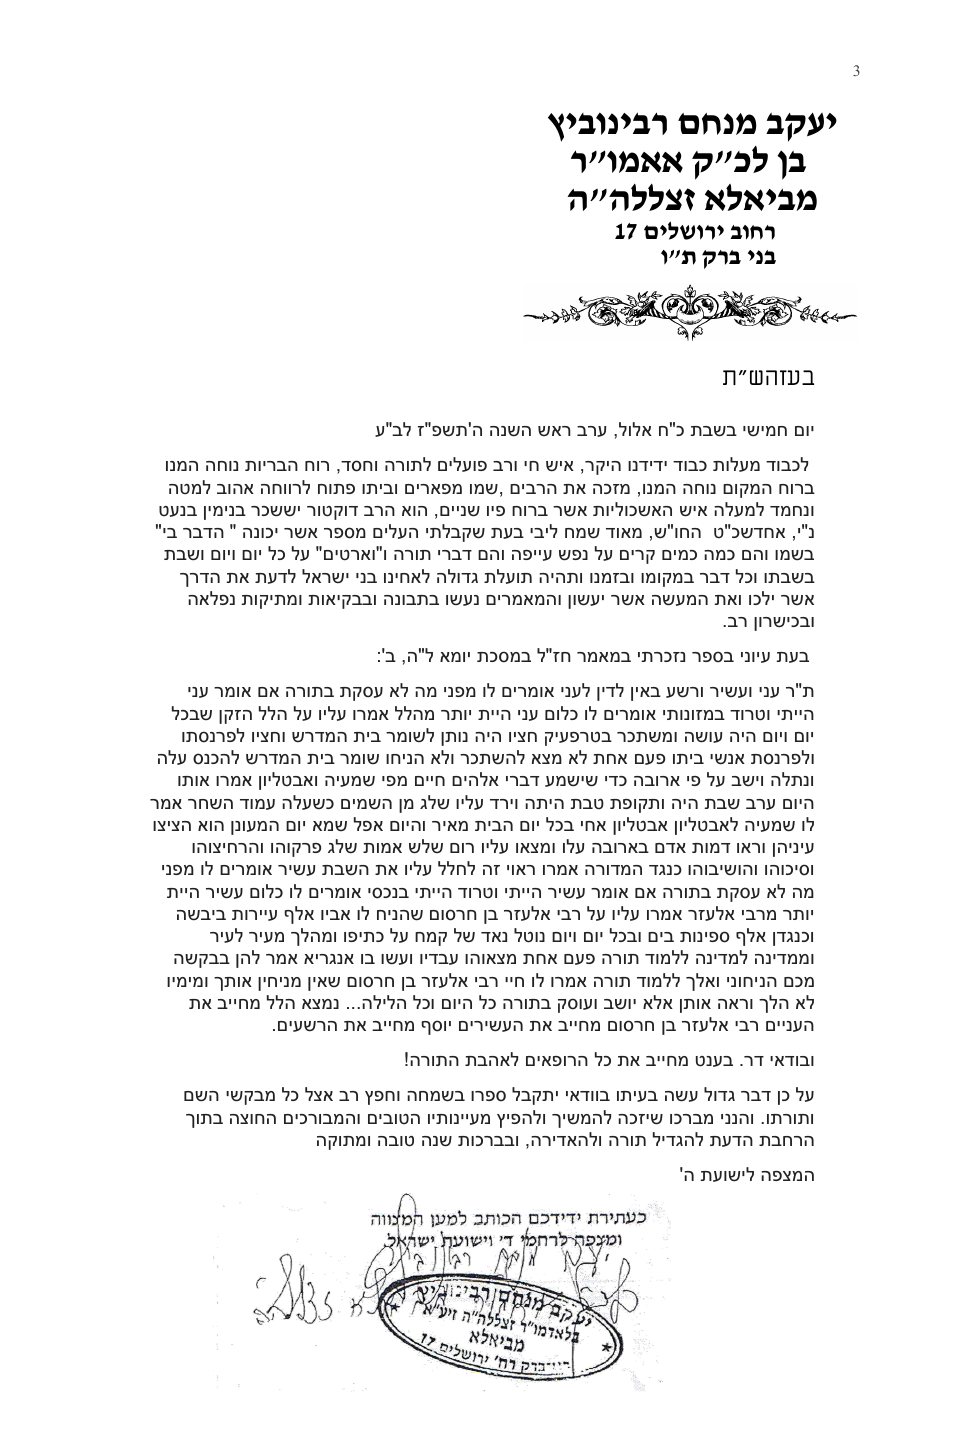 3
יעקב מנחם רבינוביץ
בן לכ״ק אאמו״ר
מביאלא זצללה״ה
רחוב ירושלים 17
בני ברק ת״ו
בעזהש״ת
יום חמישי בשבת כ"ח אלול, ערב ראש השנה ה'תשפ"ז לב"ע
לכבוד מעלות כבוד ידידנו היקר, איש חי ורב פועלים לתורה וחסד, רוח הבריות נוחה המנו
ברוח המקום נוחה המנו, מזכה את הרבים ,שמו מפארים וביתו פתוח לרווחה אהוב למטה
ונחמד למעלה איש האשכוליות אשר ברוח פיו שניים, הוא הרב דוקטור יששכר בנימין בנעט
נ"י, אחדשכ"ט החו"ש, מאוד שמח ליבי בעת שקבלתי העלים מספר אשר יכונה " הדבר בי"
בשמו והם כמה כמים קרים על נפש עייפה והם דברי תורה ו"וארטים" על כל יום ויום ושבת
בשבתו וכל דבר במקומו ובזמנו ותהיה תועלת גדולה לאחינו בני ישראל לדעת את הדרך
אשר ילכו ואת המעשה אשר יעשון והמאמרים נעשו בתבונה ובבקיאות ומתיקות נפלאה
ובכישרון רב.
בעת עיוני בספר נזכרתי במאמר חז"ל במסכת יומא ל"ה, ב':
ת"ר עני ועשיר ורשע באין לדין לעני אומרים לו מפני מה לא עסקת בתורה אם אומר עני
הייתי וטרוד במזונותי אומרים לו כלום עני היית יותר מהלל אמרו עליו על הלל הזקן שבכל
יום ויום היה עושה ומשתכר בטרפעיק חציו היה נותן לשומר בית המדרש וחציו לפרנסתו
ולפרנסת אנשי ביתו פעם אחת לא מצא להשתכר ולא הניחו שומר בית המדרש להכנס עלה
ונתלה וישב על פי ארובה כדי שישמע דברי אלהים חיים מפי שמעיה ואבטליון אמרו אותו
היום ערב שבת היה ותקופת טבת היתה וירד עליו שלג מן השמים כשעלה עמוד השחר אמר
לו שמעיה לאבטליון אבטליון אחי בכל יום הבית מאיר והיום אפל שמא יום המעונן הוא הציצו
עיניהן וראו דמות אדם בארובה עלו ומצאו עליו רום שלש אמות שלג פרקוהו והרחיצוהו
וסיכוהו והושיבוהו כנגד המדורה אמרו ראוי זה לחלל עליו את השבת עשיר אומרים לו מפני
מה לא עסקת בתורה אם אומר עשיר הייתי וטרוד הייתי בנכסי אומרים לו כלום עשיר היית
יותר מרבי אלעזר אמרו עליו על רבי אלעזר בן חרסום שהניח לו אביו אלף עיירות ביבשה
וכנגדן אלף ספינות בים ובכל יום ויום נוטל נאד של קמח על כתיפו ומהלך מעיר לעיר
וממדינה למדינה ללמוד תורה פעם אחת מצאוהו עבדיו ועשו בו אנגריא אמר להן בבקשה
מכם הניחוני ואלך ללמוד תורה אמרו לו חיי רבי אלעזר בן חרסום שאין מניחין אותך ומימיו
לא הלך וראה אותן אלא יושב ועוסק בתורה כל היום וכל הלילה... נמצא הלל מחייב את
העניים רבי אלעזר בן חרסום מחייב את העשירים יוסף מחייב את הרשעים.
ובודאי דר. בענט מחייב את כל הרופאים לאהבת התורה!
על כן דבר גדול עשה בעיתו בוודאי יתקבל ספרו בשמחה וחפץ רב אצל כל מבקשי השם
ותורתו. והנני מברכו שיזכה להמשיך ולהפיץ מעיינותיו הטובים והמבורכים החוצה בתוך
הרחבת הדעת להגדיל תורה ולהאדירה, ובברכות שנה טובה ומתוקה
המצפה לישועת ה'
כעתירת ידידכם הכותב למען המצווה
ומצפה לרחמי ד' וישועת ישראל.
יעקב מנחם רבינוביץ
בלאדמו"ר זצללה"ה זיע"א
מביאלא
בני-ברק רח' ירושלים 17